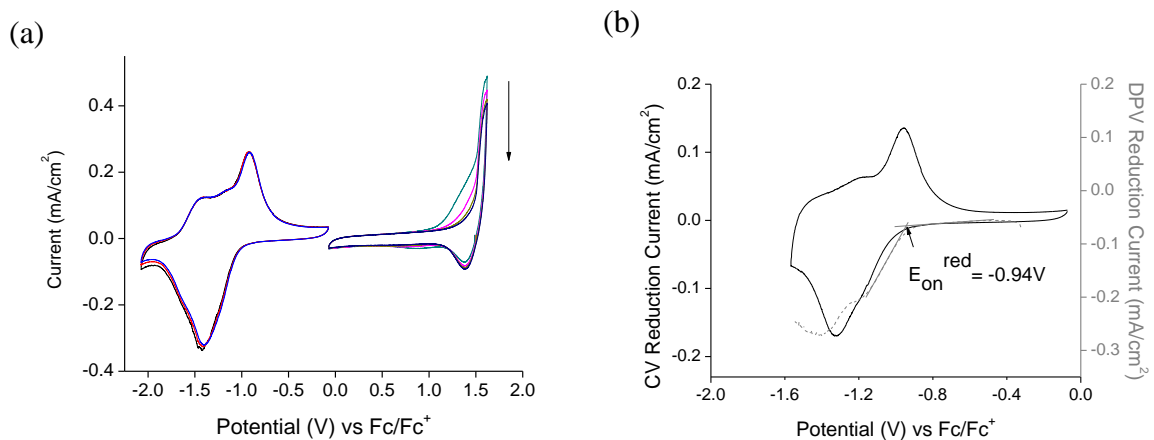 (a)
Current (mA/cm²)
0.4
0.2
0.0
-0.2
-0.4
-2.0 -1.5 -1.0 -0.5 0.0 0.5 1.0 1.5 2.0
Potential (V) vs Fc/Fc⁺
(b)
CV Reduction Current (mA/cm²)
0.2
0.1
0.0
-0.1
-0.2
E_on^red = -0.94V
0.2
0.1
0.0
-0.1
-0.2
-0.3
DPV Reduction Current (mA/cm²)
-2.0 -1.6 -1.2 -0.8 -0.4 0.0
Potential (V) vs Fc/Fc⁺